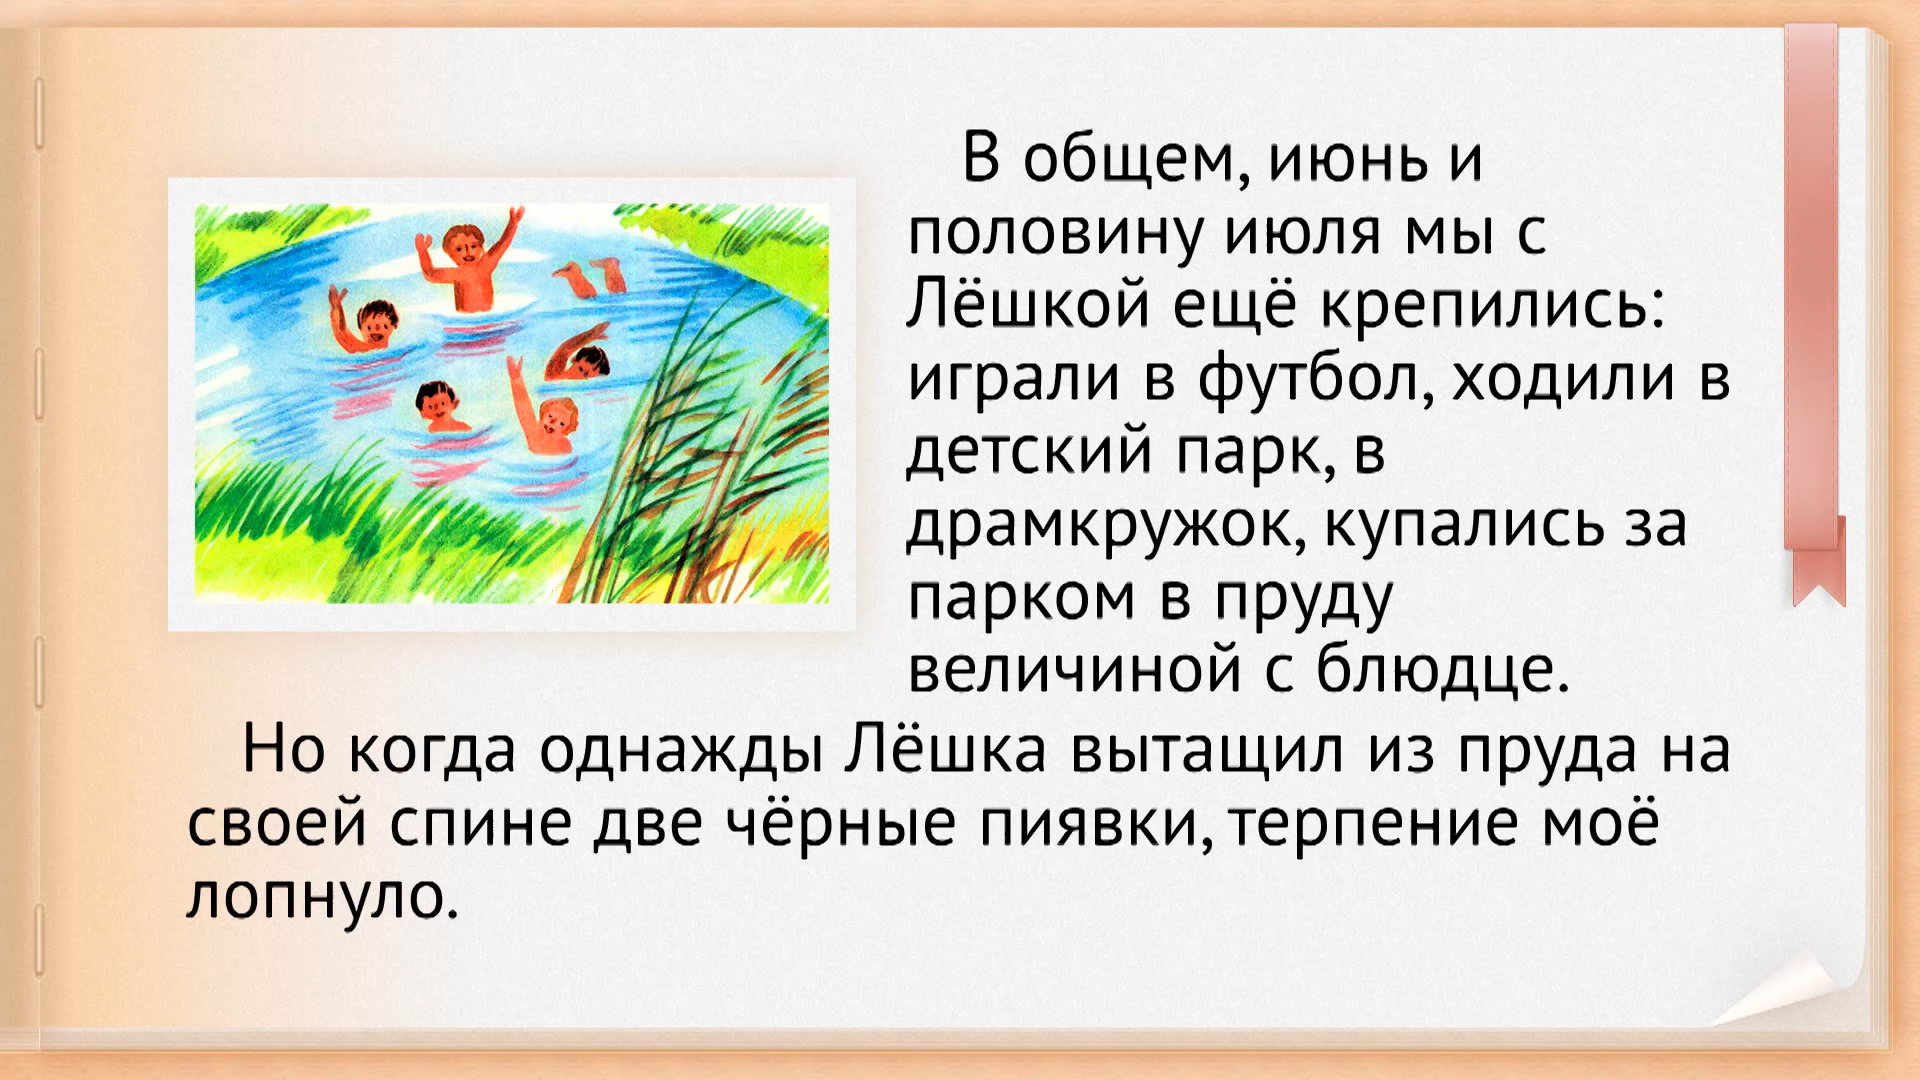 В общем, июнь и
половину июля мы с
Лёшкой ещё крепились:
играли в футбол, ходили в
детский парк, в
драмкружок, купались за
парком в пруду
величиной с блюдце.
Но когда однажды Лёшка вытащил из пруда на
своей спине две чёрные пиявки, терпение моё
лопнуло.